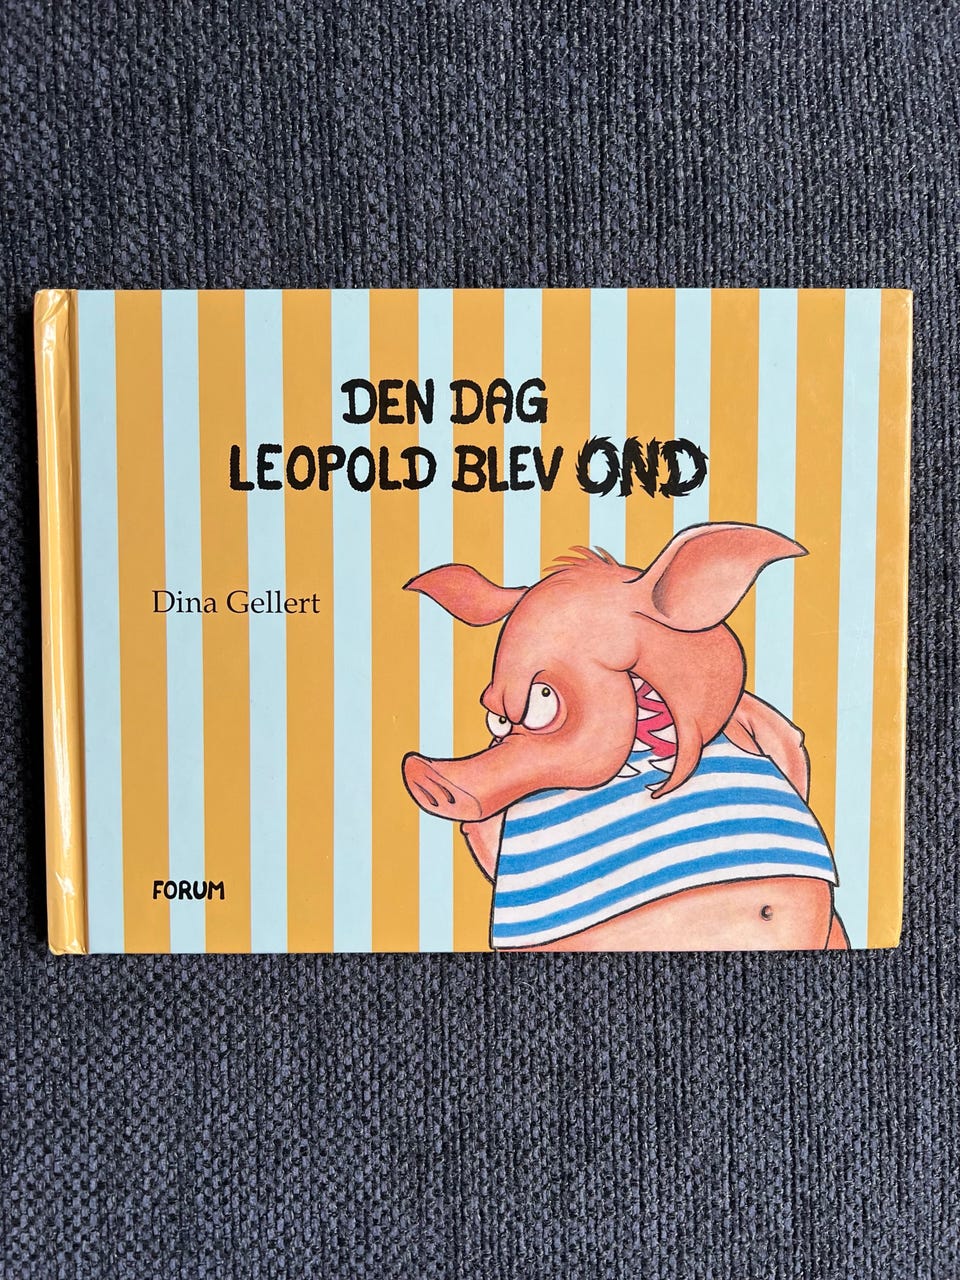 DEN DAG
LEOPOLD BLEV OND
Dina Gellert
FORUM